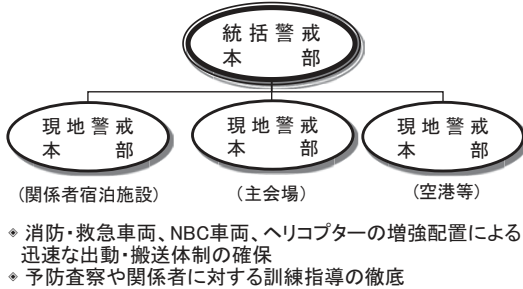 統括警戒
本部
現地警戒 現地警戒 現地警戒
本部 本部 本部
(関係者宿泊施設) (主会場) (空港等)
◈ 消防・救急車両、NBC車両、ヘリコプターの増強配置による
迅速な出動・搬送体制の確保
◈ 予防査察や関係者に対する訓練指導の徹底